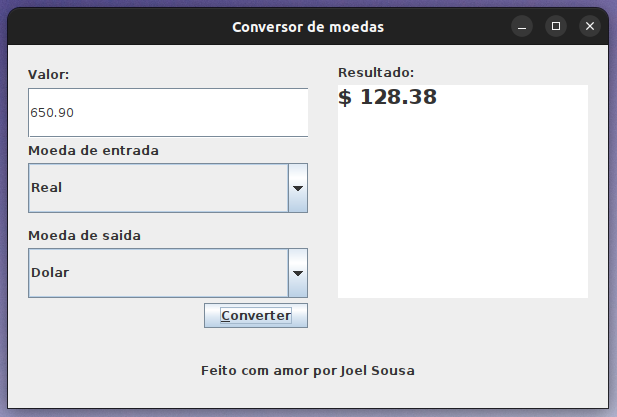 Conversor de moedas
Valor:
650.90
Moeda de entrada
Real
Moeda de saida
Dolar
Converter
Resultado:
$ 128.38
Feito com amor por Joel Sousa